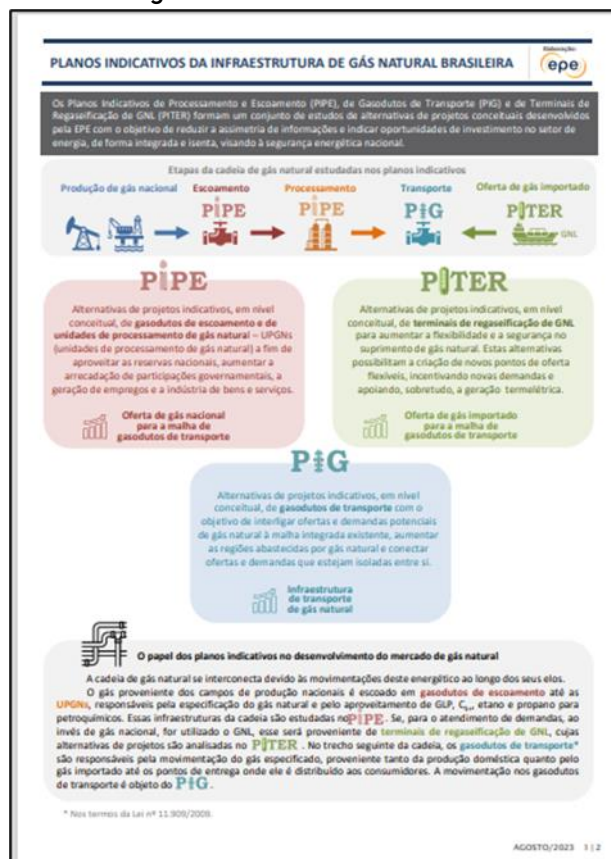 PLANOS INDICATIVOS DA INFRAESTRUTURA DE GÁS NATURAL BRASILEIRA
Elaboração:
epe
Os Planos Indicativos de Processamento e Escoamento (PIPE), de Gasodutos de Transporte (PIG) e de Terminais de
Regaseificação de GNL (PITER) formam um conjunto de estudos de alternativas de projetos conceituais desenvolvidos
pela EPE com o objetivo de reduzir a assimetria de informações e indicar oportunidades de investimento no setor de
energia, de forma integrada e isenta, visando à segurança energética nacional.
Etapas da cadeia de gás natural estudadas nos planos indicativos
Produção de gás nacional
Escoamento
Processamento
Transporte
Oferta de gás importado
PIPE
PIPE
PIG
PITER
GNL
PIPE
Alternativas de projetos indicativos, em nível
conceitual, de gasodutos de escoamento e de
unidades de processamento de gás natural – UPGNs
(unidades de processamento de gás natural) a fim de
aproveitar as reservas nacionais, aumentar a
arrecadação de participações governamentais, a
geração de empregos e a indústria de bens e serviços.
Oferta de gás nacional
para a malha de
gasodutos de transporte
PITER
Alternativas de projetos indicativos, em nível
conceitual, de terminais de regaseificação de GNL
para aumentar a flexibilidade e a segurança no
suprimento de gás natural. Estas alternativas
possibilitam a criação de novos pontos de oferta
flexíveis, incentivando novas demandas e
apoiando, sobretudo, a geração termelétrica.
Oferta de gás importado
para a malha de
gasodutos de transporte
PIG
Alternativas de projetos indicativos, em nível
conceitual, de gasodutos de transporte com o
objetivo de interligar ofertas e demandas potenciais
de gás natural à malha integrada existente, aumentar
as regiões abastecidas por gás natural e conectar
ofertas e demandas que estejam isoladas entre si.
Infraestrutura
de transporte
de gás natural
O papel dos planos indicativos no desenvolvimento do mercado de gás natural
A cadeia de gás natural se interconecta devido às movimentações deste energético ao longo dos seus elos.
O gás proveniente dos campos de produção nacionais é escoado em gasodutos de escoamento até as
UPGNs, responsáveis pela especificação do gás natural e pelo aproveitamento de GLP, C5+, etano e propano para
petroquímicos. Essas infraestruturas da cadeia são estudadas no PIPE. Se, para o atendimento de demandas, ao
invés de gás nacional, for utilizado o GNL, esse será proveniente de terminais de regaseificação de GNL, cujas
alternativas de projetos são analisadas no PITER . No trecho seguinte da cadeia, os gasodutos de transporte*
são responsáveis pela movimentação do gás especificado, proveniente tanto da produção doméstica quanto pelo
gás importado até os pontos de entrega onde ele é distribuído aos consumidores. A movimentação nos gasodutos
de transporte é objeto do PIG .
* Nos termos da Lei nº 11.909/2009.
AGOSTO/2023 1|2